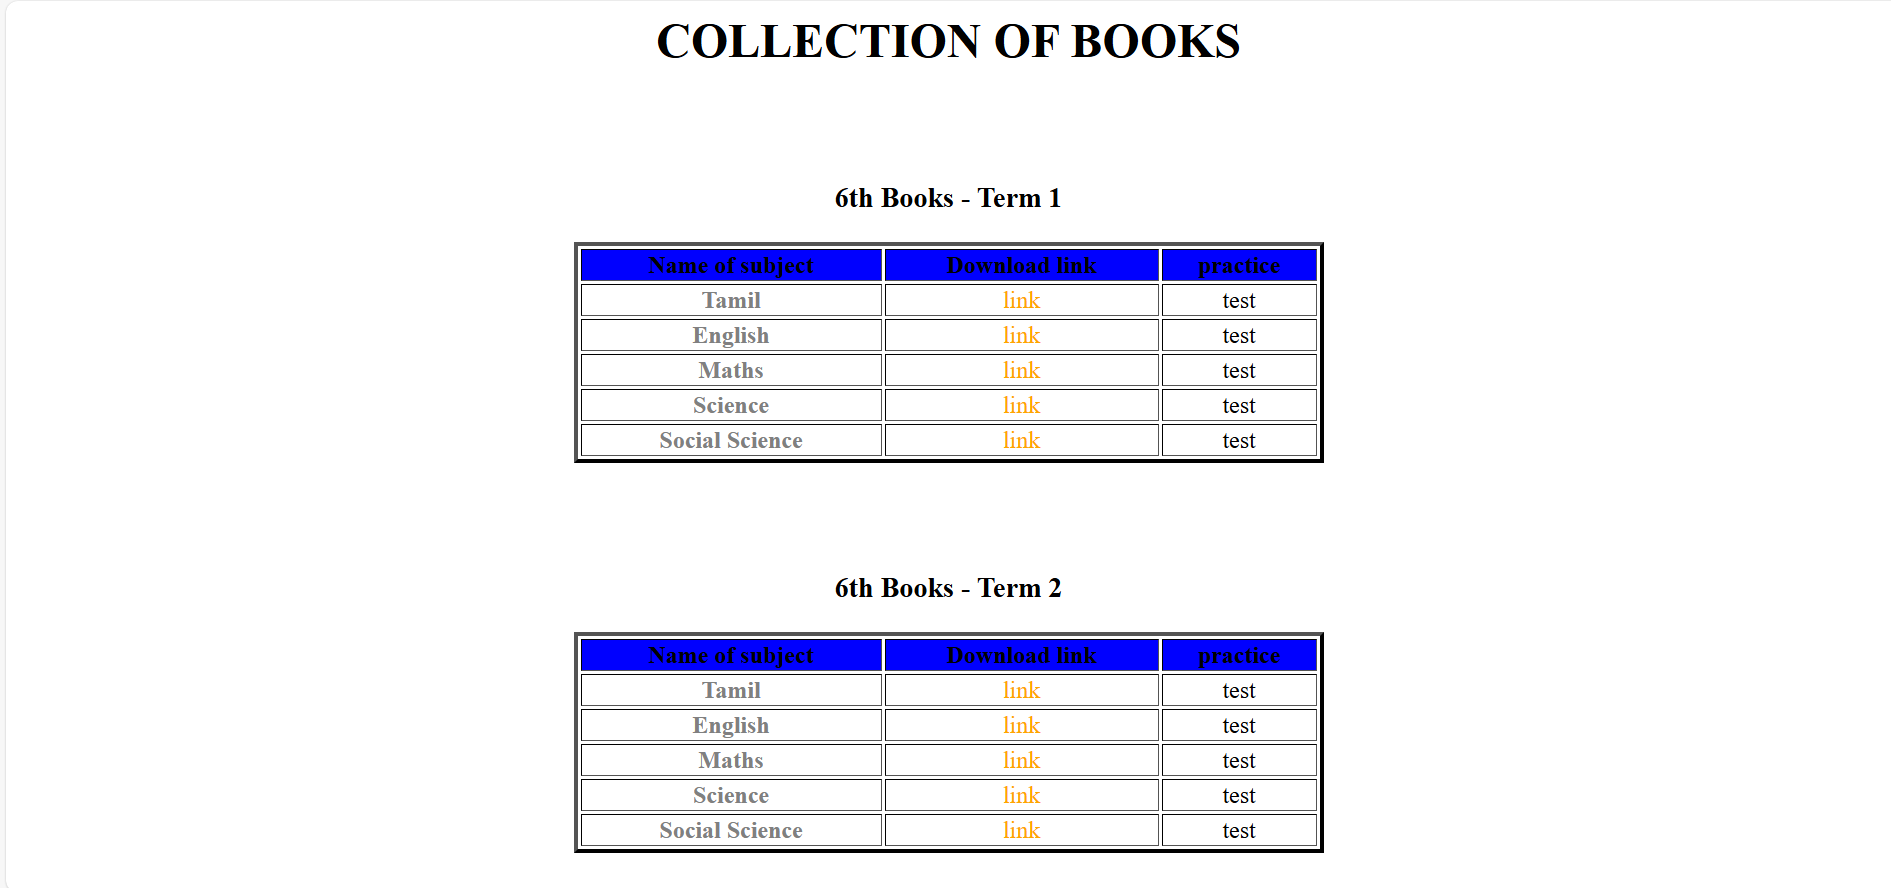 COLLECTION OF BOOKS
6th Books - Term 1
Name of subject Download link practice
Tamil link test
English link test
Maths link test
Science link test
Social Science link test
6th Books - Term 2
Name of subject Download link practice
Tamil link test
English link test
Maths link test
Science link test
Social Science link test